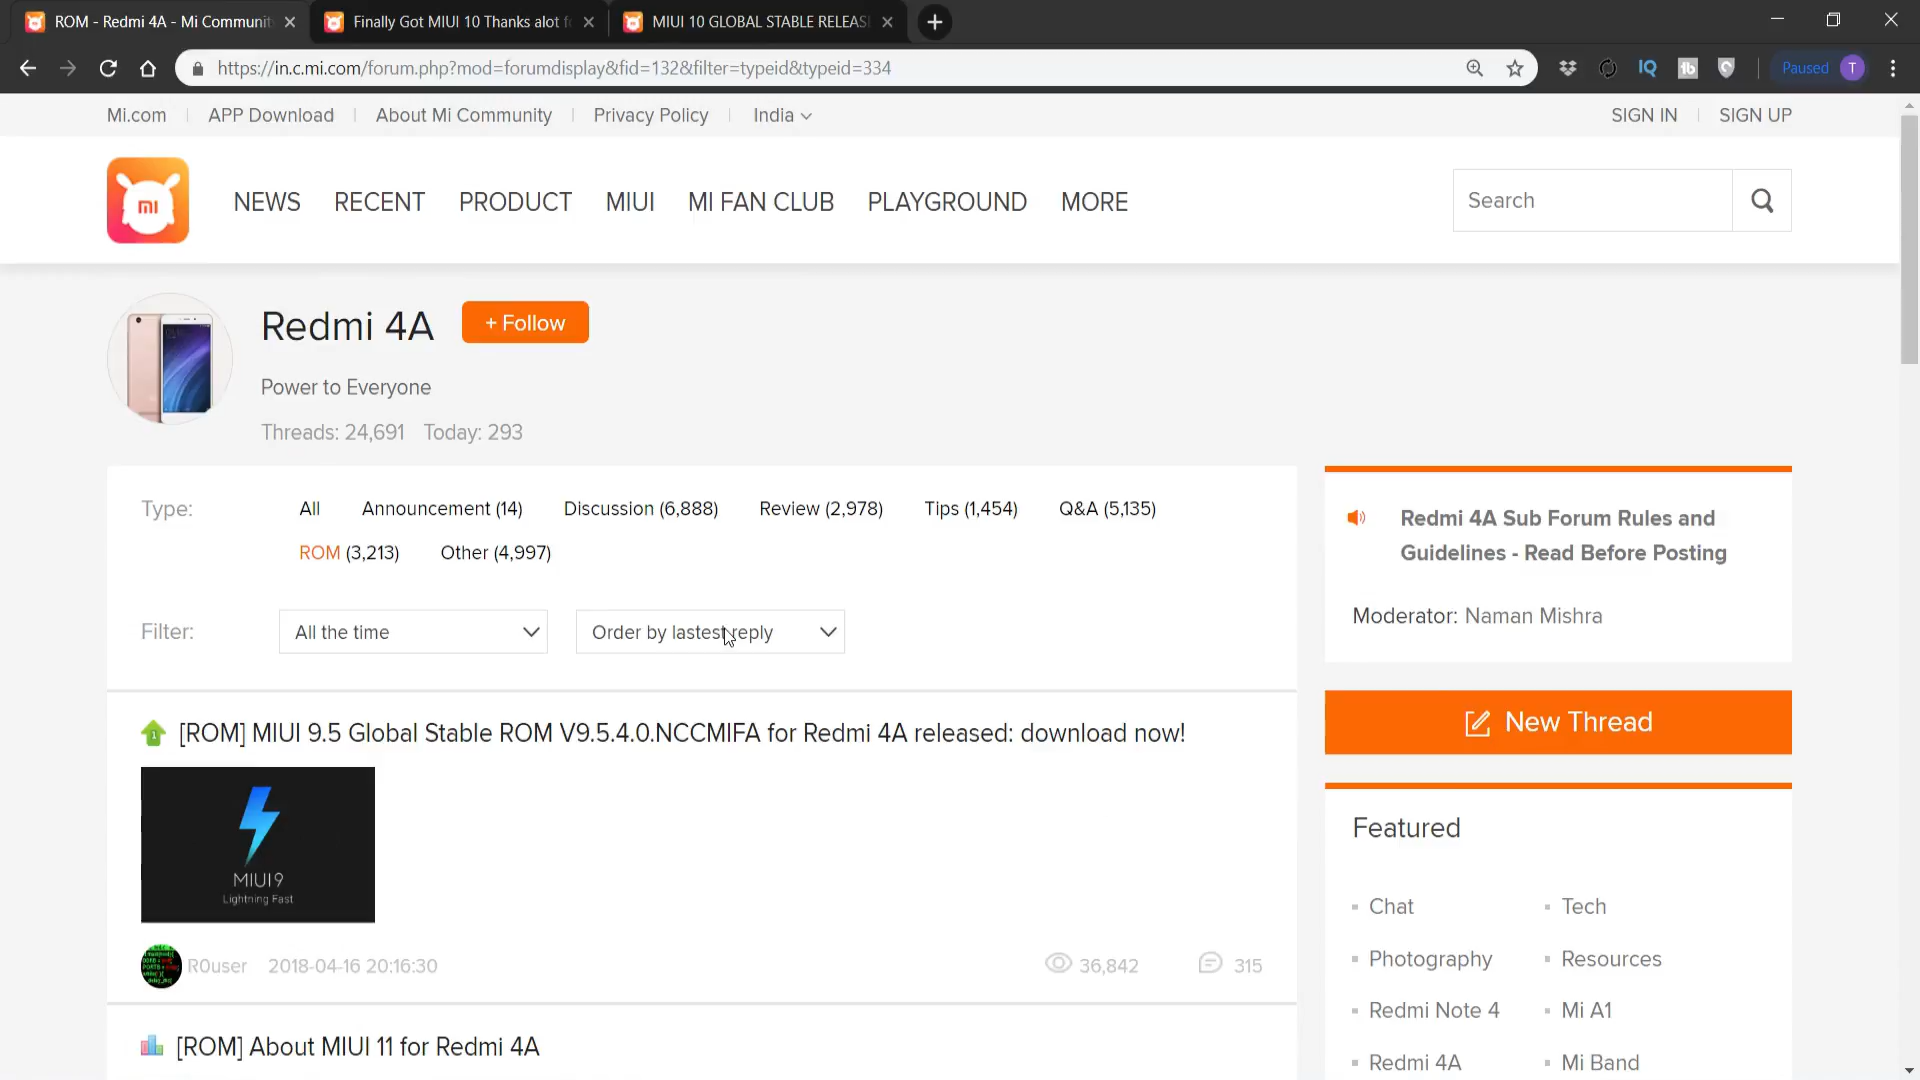 ROM - Redmi 4A - Mi Communit
Finally Got MIUI 10 Thanks alot f
MIUI 10 GLOBAL STABLE RELEAS
https://in.c.mi.com/forum.php?mod=forumdisplay&fid=132&filter=typeid&typeid=334
IQ
tb
Paused
T
Mi.com
APP Download
About Mi Community
Privacy Policy
India
SIGN IN
SIGN UP
mi
NEWS
RECENT
PRODUCT
MIUI
MI FAN CLUB
PLAYGROUND
MORE
Search
Redmi 4A
+ Follow
Power to Everyone
Threads: 24,691 Today: 293
Type:
All
Announcement (14)
Discussion (6,888)
Review (2,978)
Tips (1,454)
Q&A (5,135)
ROM (3,213)
Other (4,997)
Filter:
All the time
Order by lastest reply
[ROM] MIUI 9.5 Global Stable ROM V9.5.4.0.NCCMIFA for Redmi 4A released: download now!
MIUI 9
Lightning Fast
R0user
2018-04-16 20:16:30
36,842
315
[ROM] About MIUI 11 for Redmi 4A
Redmi 4A Sub Forum Rules and
Guidelines - Read Before Posting
Moderator: Naman Mishra
New Thread
Featured
Chat
Tech
Photography
Resources
Redmi Note 4
Mi A1
Redmi 4A
Mi Band